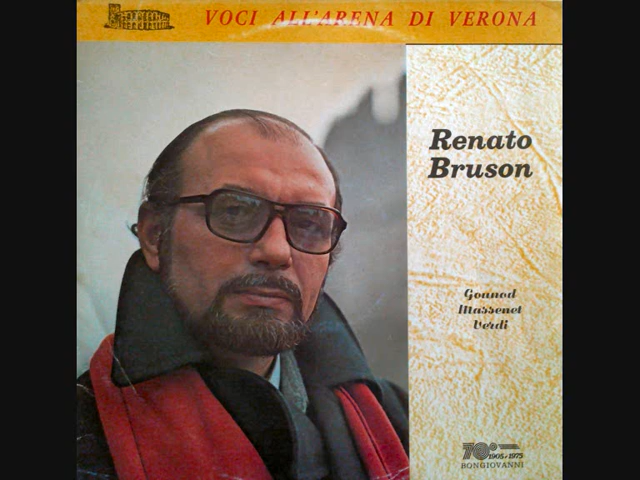 VOCI ALL'ARENA DI VERONA
Renato
Bruson
Gounod
Massenet
Verdi
70°
1905-1975
BONGIOVANNI